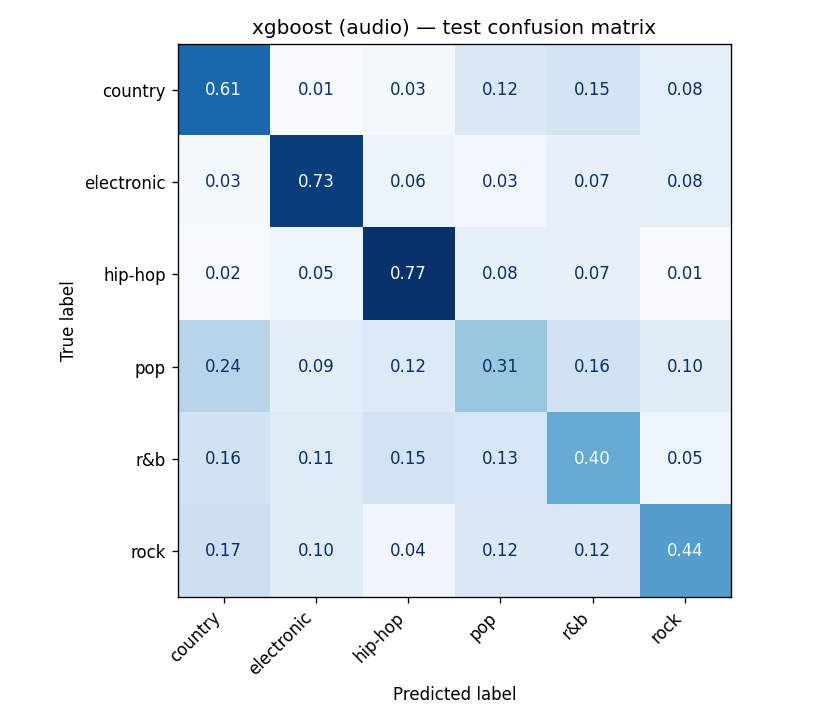 xgboost (audio) — test confusion matrix
country 0.61 0.01 0.03 0.12 0.15 0.08
electronic 0.03 0.73 0.06 0.03 0.07 0.08
hip-hop 0.02 0.05 0.77 0.08 0.07 0.01
True label
pop 0.24 0.09 0.12 0.31 0.16 0.10
r&b 0.16 0.11 0.15 0.13 0.40 0.05
rock 0.17 0.10 0.04 0.12 0.12 0.44
country electronic hip-hop pop r&b rock
Predicted label